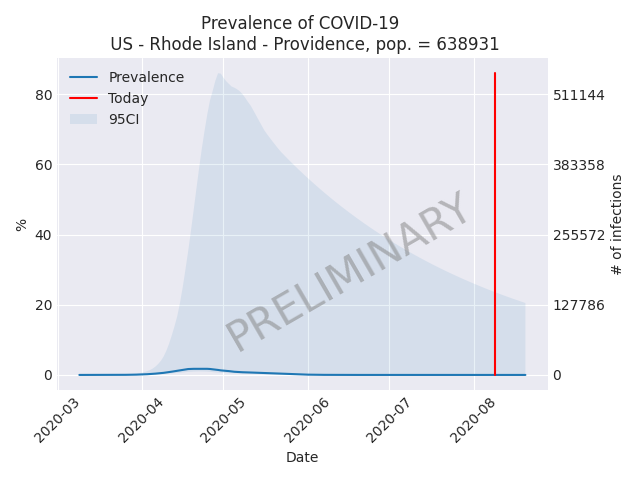 Prevalence of COVID-19
US - Rhode Island - Providence, pop. = 638931
Prevalence
Today
95CI
80
60
40
20
0
%
511144
383358
255572
127786
0
# of infections
PRELIMINARY
2020-03
2020-04
2020-05
2020-06
2020-07
2020-08
Date